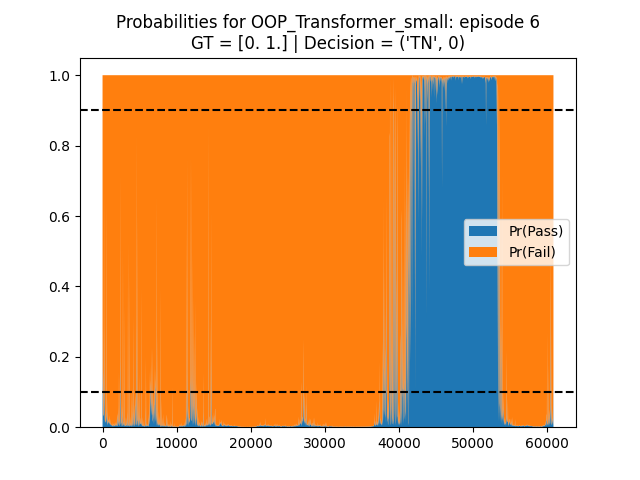 Probabilities for OOP_Transformer_small: episode 6
GT = [0. 1.] | Decision = ('TN', 0)
1.0
0.8
0.6
0.4
0.2
0.0
Pr(Pass)
Pr(Fail)
0 10000 20000 30000 40000 50000 60000